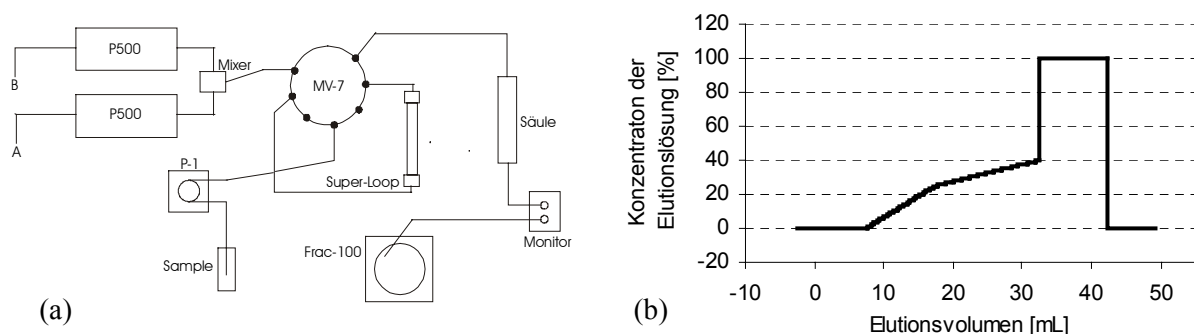 P500
B
Mixer
P500
A
MV-7
Säule
P-1
Super-Loop
Sample
Frac-100
Monitor
(a)
Konzentraton der
Elutionslösung [%]
120
100
80
60
40
20
0
-20
-10 0 10 20 30 40 50
Elutionsvolumen [mL]
(b)